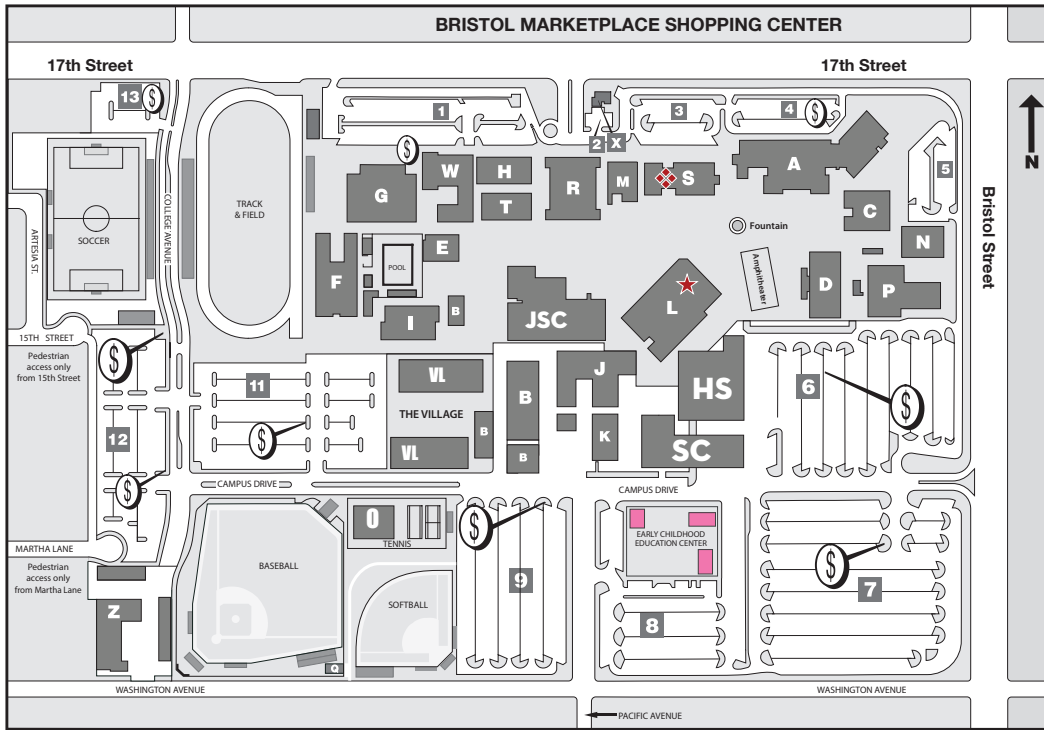 BRISTOL MARKETPLACE SHOPPING CENTER
17th Street
17th Street
13
$
1
2
X
3
4
$
5
N
$
G
W
H
T
R
M
S
A
C
N
Fountain
Bristol Street
COLLEGE AVENUE
ARTESIA ST.
SOCCER
TRACK
& FIELD
F
POOL
E
I
B
JSC
L
Amphitheater
D
P
15TH STREET
Pedestrian
access only
from 15th Street
$
11
$
VL
THE VILLAGE
VL
B
B
B
J
K
HS
SC
6
$
12
$
CAMPUS DRIVE
CAMPUS DRIVE
MARTHA LANE
Pedestrian
access only
from Martha Lane
Z
BASEBALL
O
TENNIS
SOFTBALL
Q
$
9
EARLY CHILDHOOD
EDUCATION CENTER
8
$
7
WASHINGTON AVENUE
WASHINGTON AVENUE
PACIFIC AVENUE